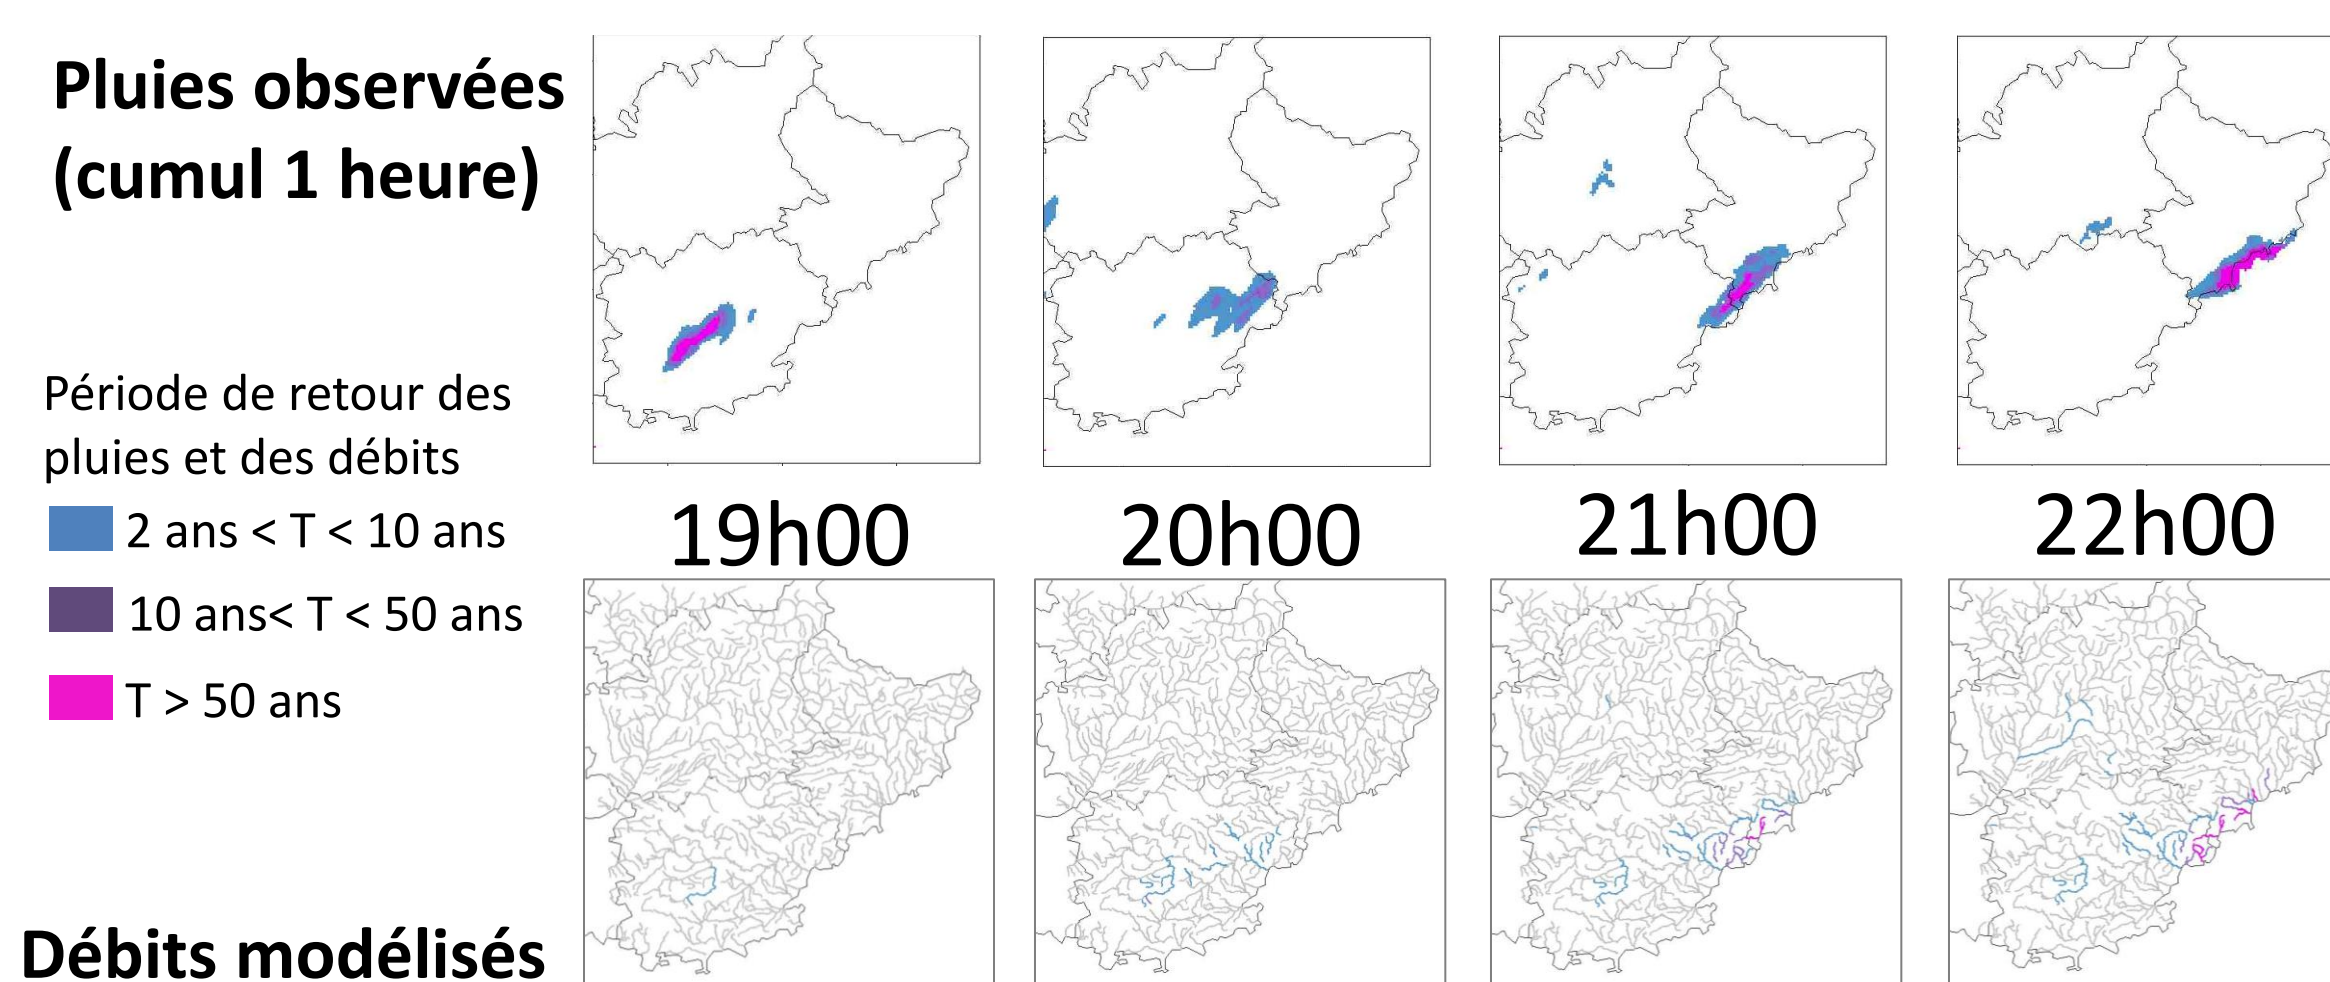 Pluies observées
(cumul 1 heure)
Période de retour des
pluies et des débits
2 ans < T < 10 ans
10 ans< T < 50 ans
T > 50 ans
19h00
20h00
21h00
22h00
Débits modélisés